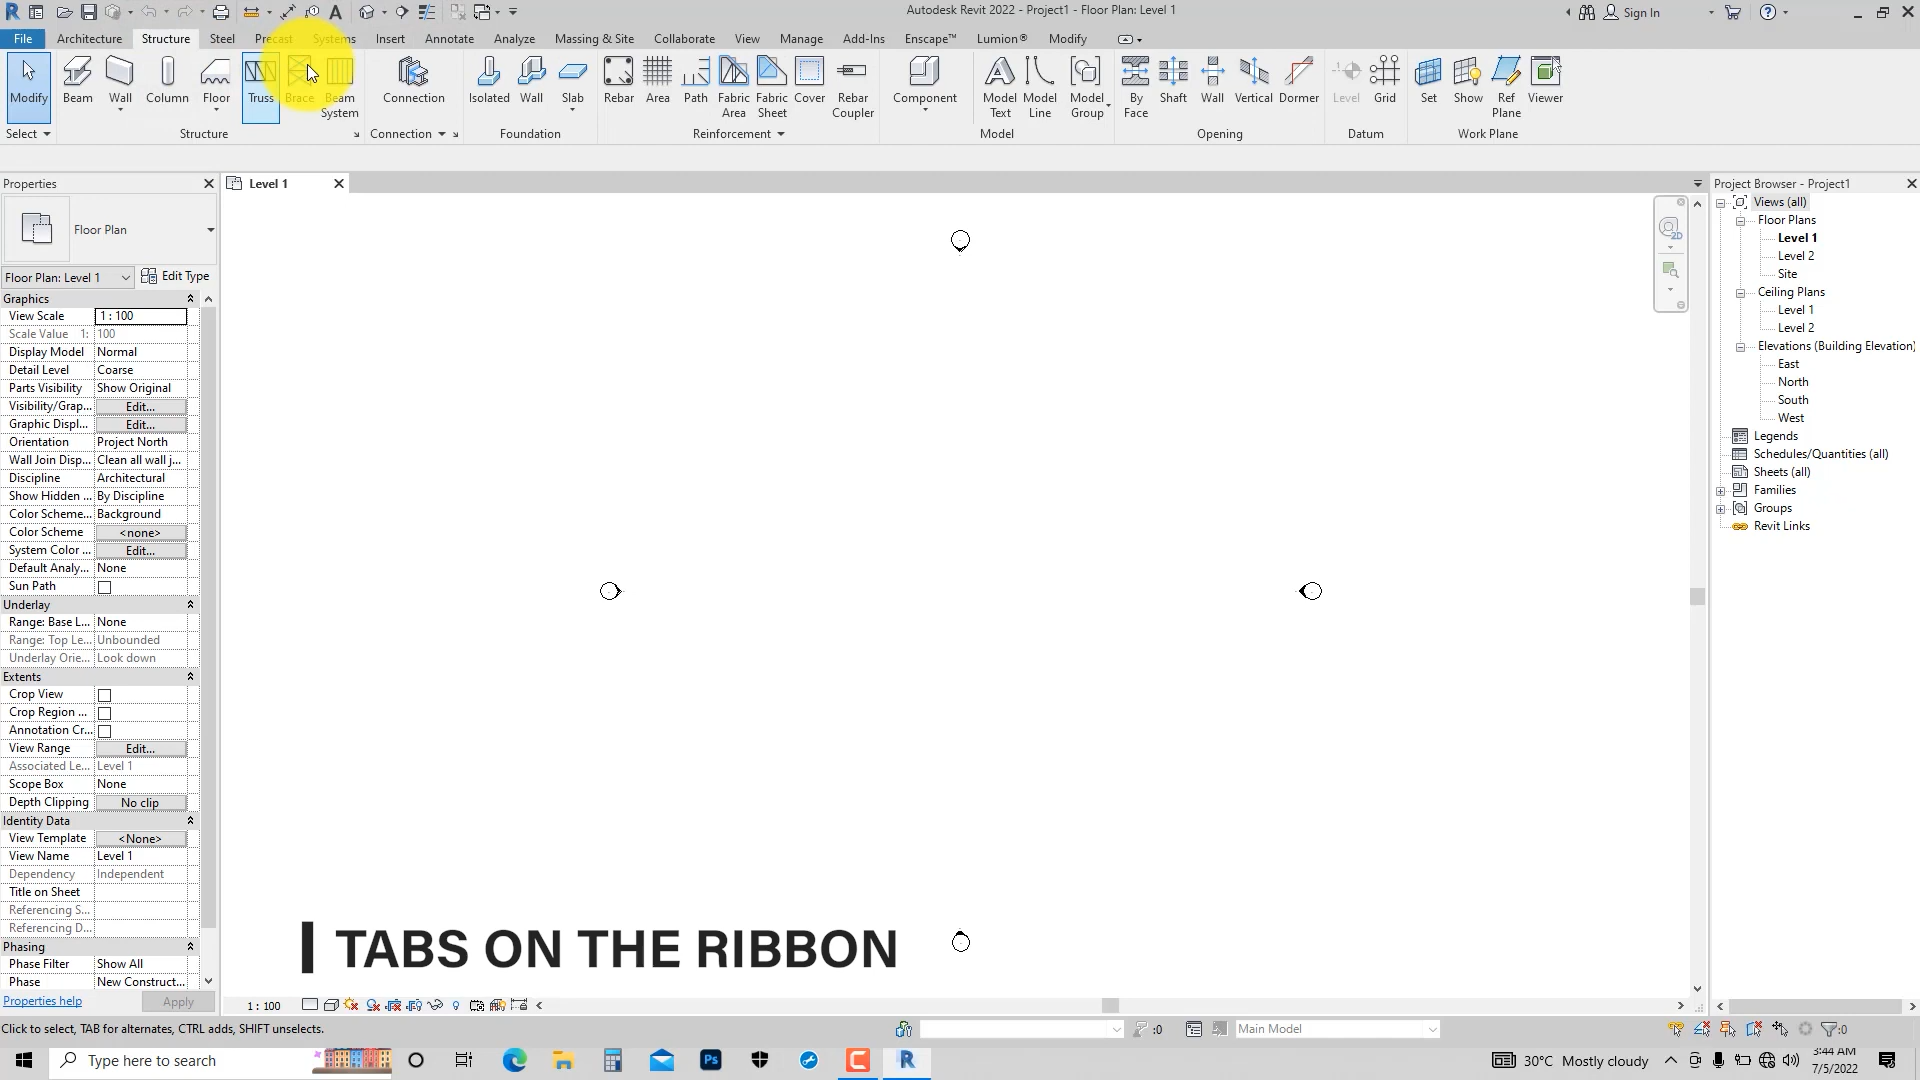 Autodesk Revit 2022 - Project1 - Floor Plan: Level 1
Sign In
File Architecture Structure Steel Precast Systems Insert Annotate Analyze Massing & Site Collaborate View Manage Add-Ins Enscape™ Lumion® Modify
Modify Beam Wall Column Floor Truss Brace Beam System Connection Isolated Wall Slab Rebar Area Path Fabric Area Fabric Sheet Cover Rebar Coupler Component Model Text Model Line Model Group By Face Shaft Wall Vertical Dormer Level Grid Set Show Ref Plane Viewer
Select Structure Connection Foundation Reinforcement Model Opening Datum Work Plane
Properties
Level 1
Project Browser - Project1
Floor Plan
Floor Plan: Level 1 Edit Type
Graphics
View Scale 1 : 100
Scale Value 1: 100
Display Model Normal
Detail Level Coarse
Parts Visibility Show Original
Visibility/Grap... Edit...
Graphic Displ... Edit...
Orientation Project North
Wall Join Disp... Clean all wall j...
Discipline Architectural
Show Hidden ... By Discipline
Color Scheme... Background
Color Scheme <none>
System Color ... Edit...
Default Analy... None
Sun Path
Underlay
Range: Base L... None
Range: Top Le... Unbounded
Underlay Orie... Look down
Extents
Crop View
Crop Region ...
Annotation Cr...
View Range Edit...
Associated Le... Level 1
Scope Box None
Depth Clipping No clip
Identity Data
View Template <None>
View Name Level 1
Dependency Independent
Title on Sheet
Referencing S...
Referencing D...
Phasing
Phase Filter Show All
Phase New Construct...
Properties help Apply
2D
Views (all)
Floor Plans
Level 1
Level 2
Site
Ceiling Plans
Level 1
Level 2
Elevations (Building Elevation)
East
North
South
West
Legends
Schedules/Quantities (all)
Sheets (all)
Families
Groups
Revit Links
TABS ON THE RIBBON
1 : 100
Click to select, TAB for alternates, CTRL adds, SHIFT unselects.
:0
Main Model
:0
Type here to search
Ps
30°C Mostly cloudy
3:44 AM
7/5/2022